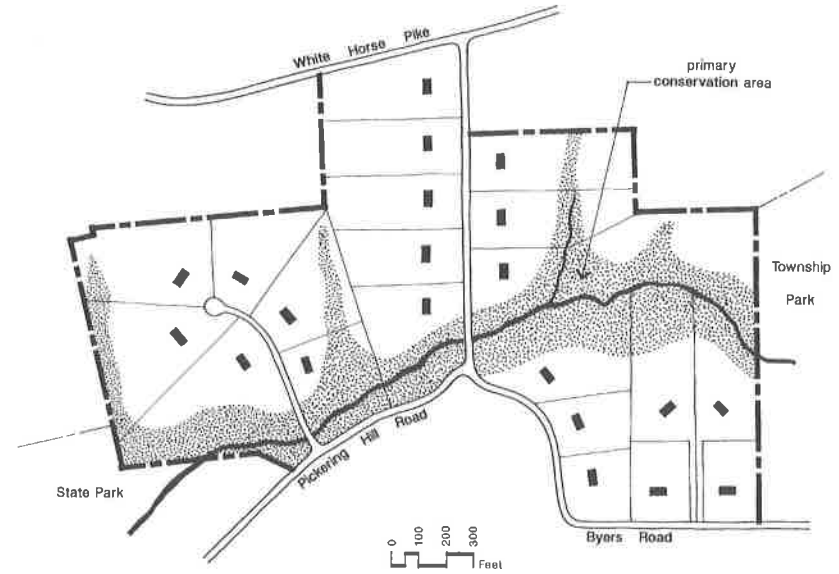 White Horse Pike
primary
conservation area
Township
Park
Pickering Hill Road
State Park
Byers Road
0 100 200 300
Feet